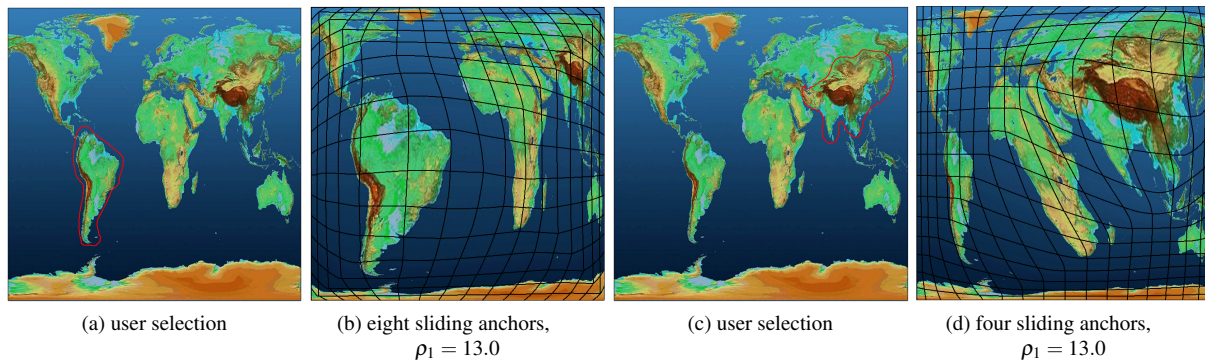 (a) user selection
(b) eight sliding anchors,
ρ₁ = 13.0
(c) user selection
(d) four sliding anchors,
ρ₁ = 13.0